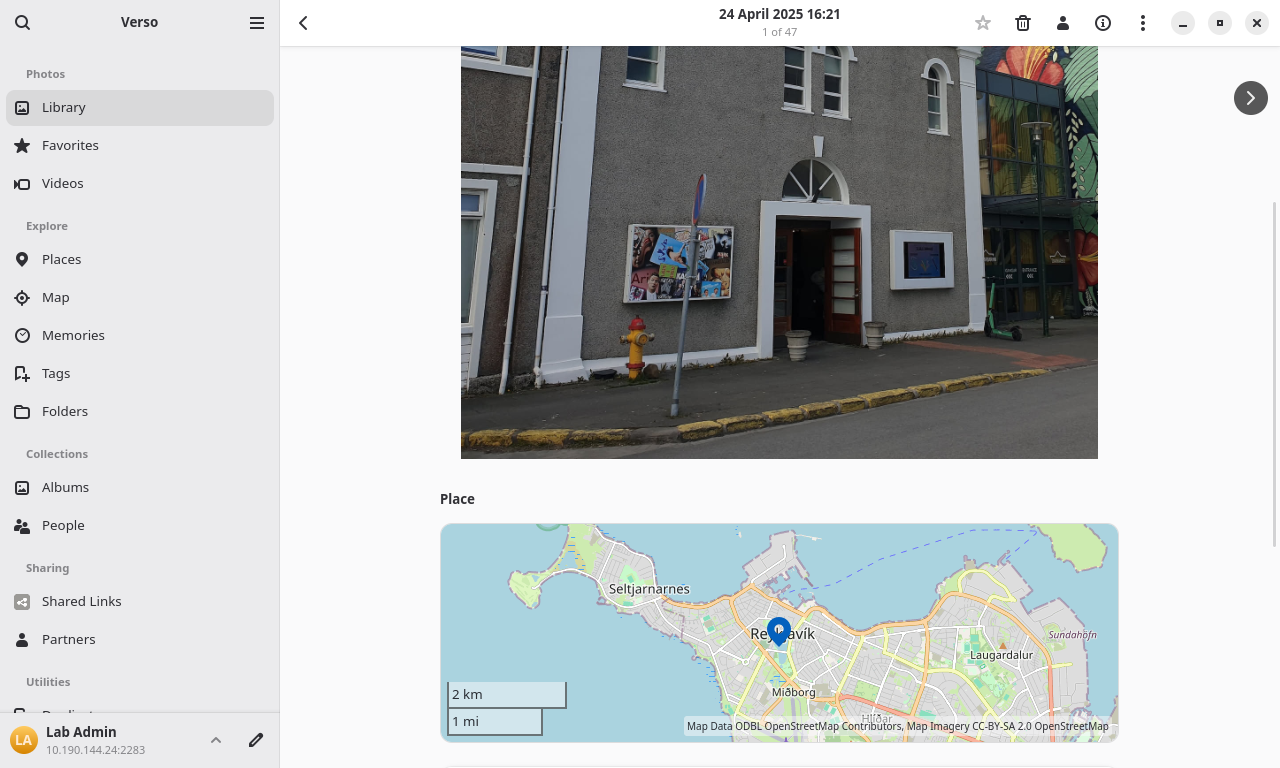 Verso
24 April 2025 16:21
1 of 47
Photos
Library
Favorites
Videos
Explore
Places
Map
Memories
Tags
Folders
Collections
Albums
People
Sharing
Shared Links
Partners
Utilities
LA
Lab Admin
10.190.144.24:2283
Place
Seltjarnarnes
Sundahöfn
Laugardalur
Miðborg
2 km
1 mi
Map Data ODBL OpenStreetMap Contributors, Map Imagery CC-BY-SA 2.0 OpenStreetMap